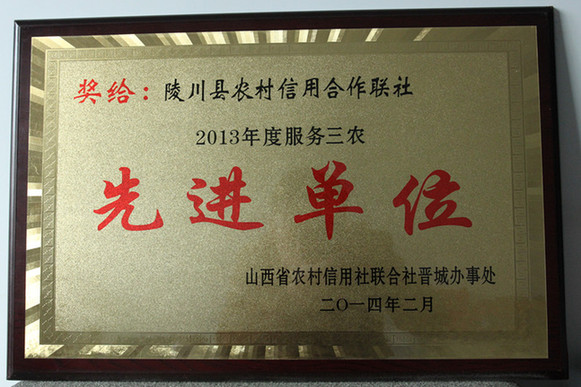 奖给：陵川县农村信用合作联社
2013年度服务三农
先进单位
山西省农村信用社联合社晋城办事处
二〇一四年二月